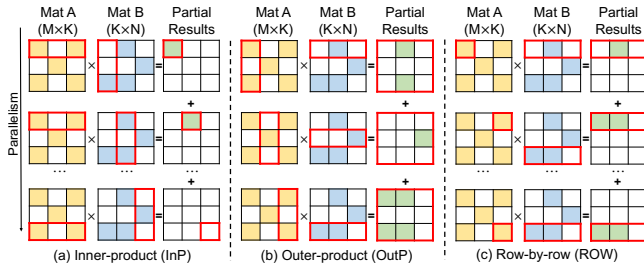 Mat A Mat B Partial
(M×K) (K×N) Results
Mat A Mat B Partial
(M×K) (K×N) Results
Mat A Mat B Partial
(M×K) (K×N) Results
Parallelism
× =
× =
× =
+
+
+
× =
× =
× =
... ...
... ...
... ...
+
+
+
× =
× =
× =
(a) Inner-product (InP)
(b) Outer-product (OutP)
(c) Row-by-row (ROW)